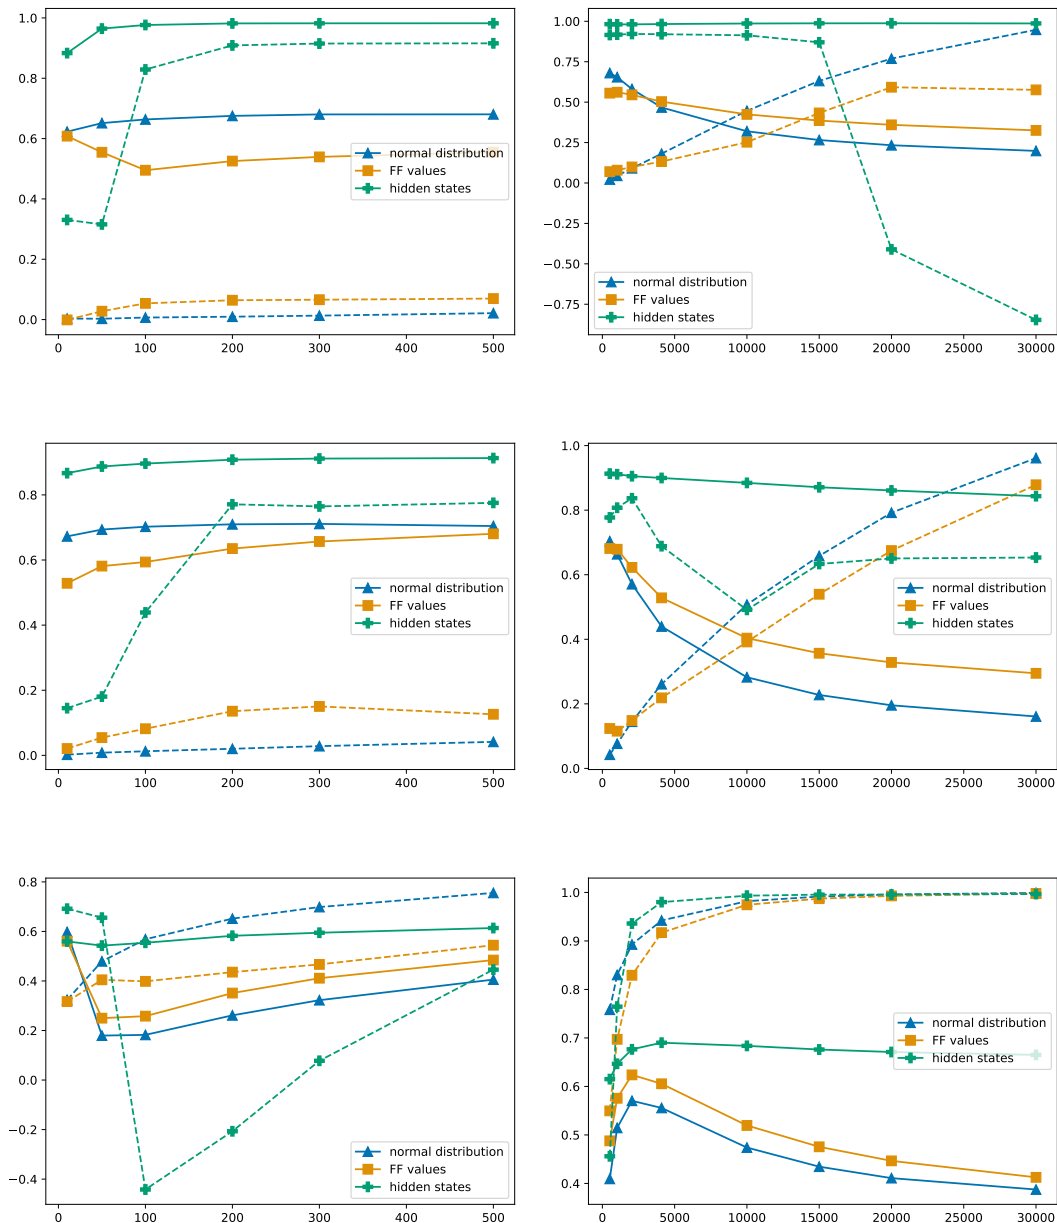 1.0
0.8
0.6
0.4
0.2
0.0
0 100 200 300 400 500
normal distribution
FF values
hidden states
1.00
0.75
0.50
0.25
0.00
−0.25
−0.50
−0.75
0 5000 10000 15000 20000 25000 30000
normal distribution
FF values
hidden states
0.8
0.6
0.4
0.2
0.0
0 100 200 300 400 500
normal distribution
FF values
hidden states
1.0
0.8
0.6
0.4
0.2
0.0
0 5000 10000 15000 20000 25000 30000
normal distribution
FF values
hidden states
0.8
0.6
0.4
0.2
0.0
−0.2
−0.4
0 100 200 300 400 500
normal distribution
FF values
hidden states
1.0
0.9
0.8
0.7
0.6
0.5
0.4
0 5000 10000 15000 20000 25000 30000
normal distribution
FF values
hidden states